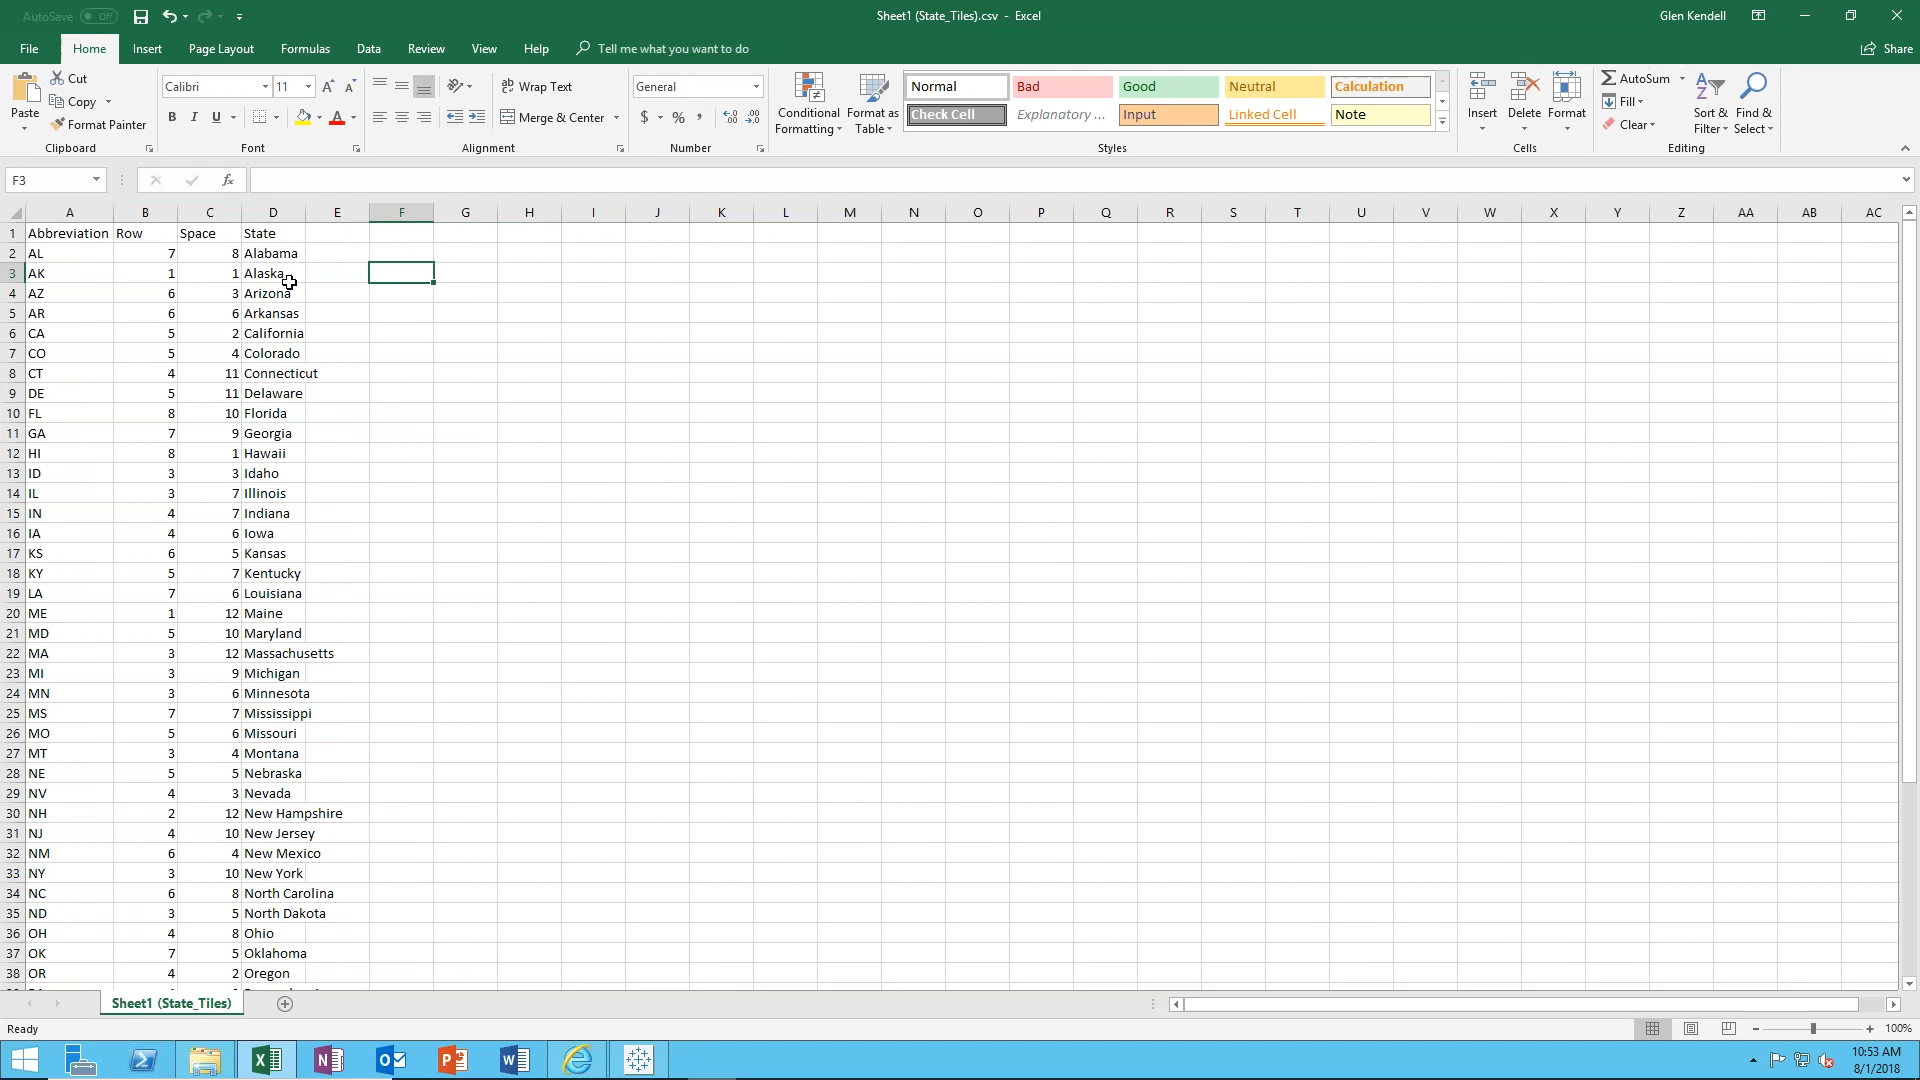 AutoSave Off
Sheet1 (State_Tiles).csv - Excel
Glen Kendell
File Home Insert Page Layout Formulas Data Review View Help Tell me what you want to do Share
Paste
Cut
Copy
Format Painter
Clipboard
Calibri 11
B I U
Font
Wrap Text
Merge & Center
Alignment
General
$ % ,
Number
Conditional Formatting
Format as Table
Normal Bad Good Neutral Calculation
Check Cell Explanatory ... Input Linked Cell Note
Styles
Insert Delete Format
Cells
AutoSum
Fill
Clear
Sort & Filter
Find & Select
Editing
F3 fx
A B C D E F G H I J K L M N O P Q R S T U V W X Y Z AA AB AC
1 Abbreviation Row Space State
2 AL 7 8 Alabama
3 AK 1 1 Alaska
4 AZ 6 3 Arizona
5 AR 6 6 Arkansas
6 CA 5 2 California
7 CO 5 4 Colorado
8 CT 4 11 Connecticut
9 DE 5 11 Delaware
10 FL 8 10 Florida
11 GA 7 9 Georgia
12 HI 8 1 Hawaii
13 ID 3 3 Idaho
14 IL 3 7 Illinois
15 IN 4 7 Indiana
16 IA 4 6 Iowa
17 KS 6 5 Kansas
18 KY 5 7 Kentucky
19 LA 7 6 Louisiana
20 ME 1 12 Maine
21 MD 5 10 Maryland
22 MA 3 12 Massachusetts
23 MI 3 9 Michigan
24 MN 3 6 Minnesota
25 MS 7 7 Mississippi
26 MO 5 6 Missouri
27 MT 3 4 Montana
28 NE 5 5 Nebraska
29 NV 4 3 Nevada
30 NH 2 12 New Hampshire
31 NJ 4 10 New Jersey
32 NM 6 4 New Mexico
33 NY 3 10 New York
34 NC 6 8 North Carolina
35 ND 3 5 North Dakota
36 OH 4 8 Ohio
37 OK 7 5 Oklahoma
38 OR 4 2 Oregon
Sheet1 (State_Tiles)
Ready
100%
10:53 AM
8/1/2018